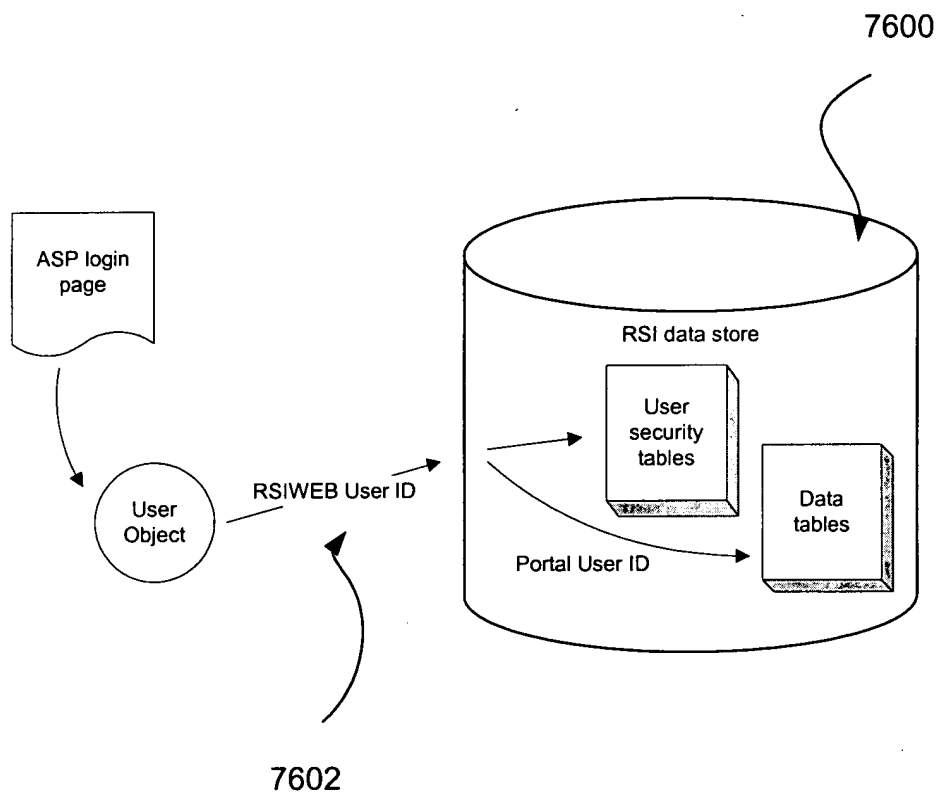 7600
ASP login
page
RSI data store
User
security
tables
RSIWEB User ID
User
Object
Data
tables
Portal User ID
7602